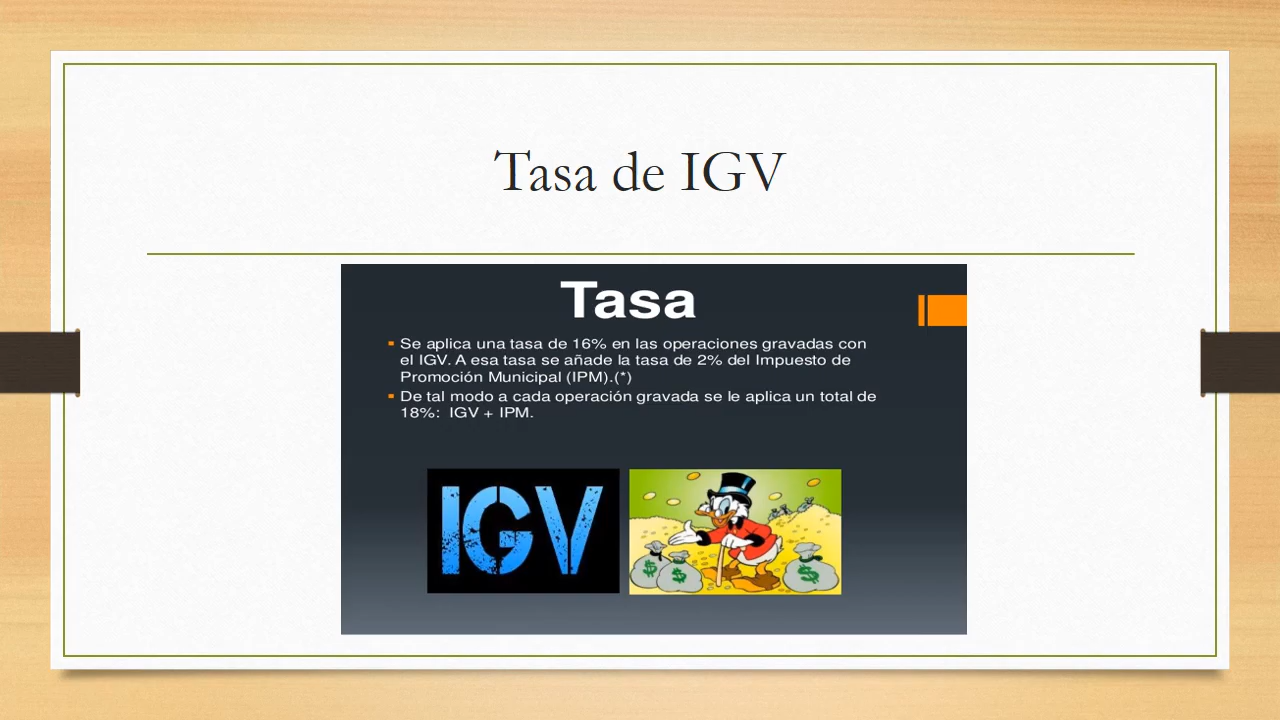 Tasa de IGV
Tasa
Se aplica una tasa de 16% en las operaciones gravadas con
el IGV. A esa tasa se añade la tasa de 2% del Impuesto de
Promoción Municipal (IPM).(*)
De tal modo a cada operación gravada se le aplica un total de
18%: IGV + IPM.
IGV
$ $ $